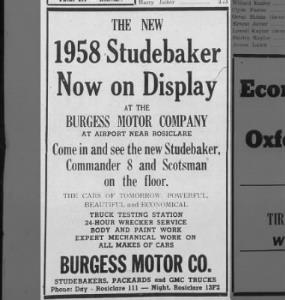 Harry Joiner
THE NEW
1958 Studebaker
Now on Display
AT THE
BURGESS MOTOR COMPANY
AT AIRPORT NEAR ROSICLARE
Come in and see the new Studebaker,
Commander 8 and Scotsman
on the floor.
THE CARS OF TOMORROW, POWERFUL,
BEAUTIFUL and ECONOMICAL
TRUCK TESTING STATION
24-HOUR WRECKER SERVICE
BODY AND PAINT WORK
EXPERT MECHANICAL WORK ON
ALL MAKES OF CARS
BURGESS MOTOR CO.
STUDEBAKERS, PACKARDS and GMC TRUCKS
Phone: Day - Rosiclare 111 — Night, Rosiclare 13F2
Econ
Oxf
TIR
W